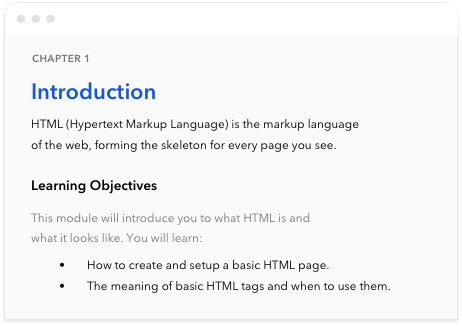 CHAPTER 1
Introduction
HTML (Hypertext Markup Language) is the markup language
of the web, forming the skeleton for every page you see.
Learning Objectives
This module will introduce you to what HTML is and
what it looks like. You will learn:
• How to create and setup a basic HTML page.
• The meaning of basic HTML tags and when to use them.